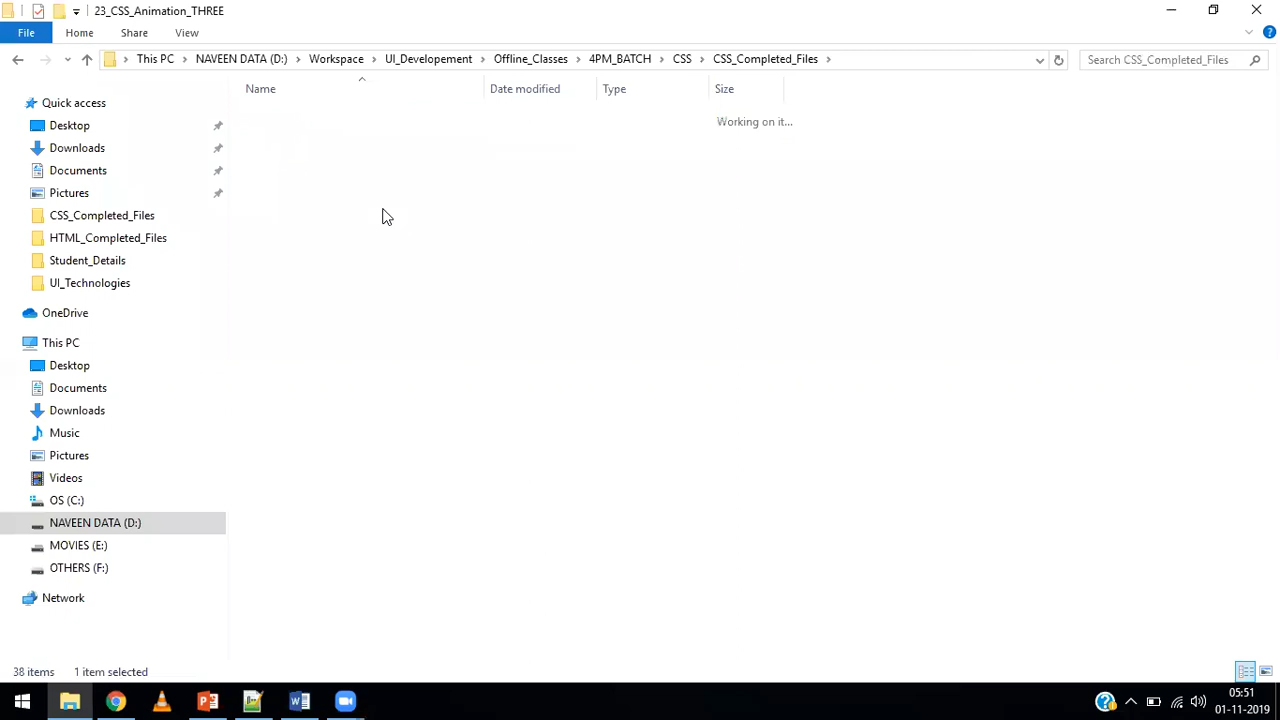 23_CSS_Animation_THREE
File Home Share View
This PC NAVEEN DATA (D:) Workspace UI_Developement Offline_Classes 4PM_BATCH CSS CSS_Completed_Files Search CSS_Completed_Files
Name Date modified Type Size
Working on it...
Quick access
Desktop
Downloads
Documents
Pictures
CSS_Completed_Files
HTML_Completed_Files
Student_Details
UI_Technologies
OneDrive
This PC
Desktop
Documents
Downloads
Music
Pictures
Videos
OS (C:)
NAVEEN DATA (D:)
MOVIES (E:)
OTHERS (F:)
Network
38 items 1 item selected
05:51
01-11-2019